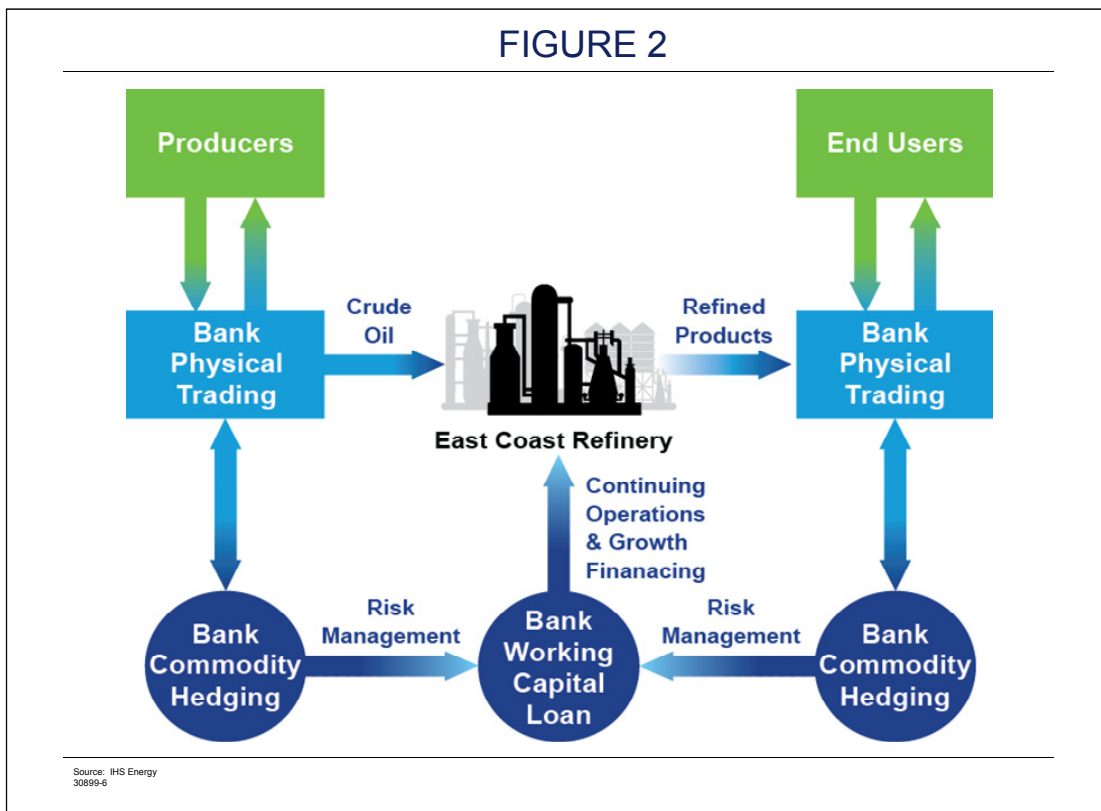 FIGURE 2
Producers
End Users
Bank
Physical
Trading
Crude
Oil
East Coast Refinery
Refined
Products
Bank
Physical
Trading
Continuing
Operations
& Growth
Finanacing
Bank
Commodity
Hedging
Risk
Management
Bank
Working
Capital
Loan
Risk
Management
Bank
Commodity
Hedging
Source: IHS Energy
30899-6